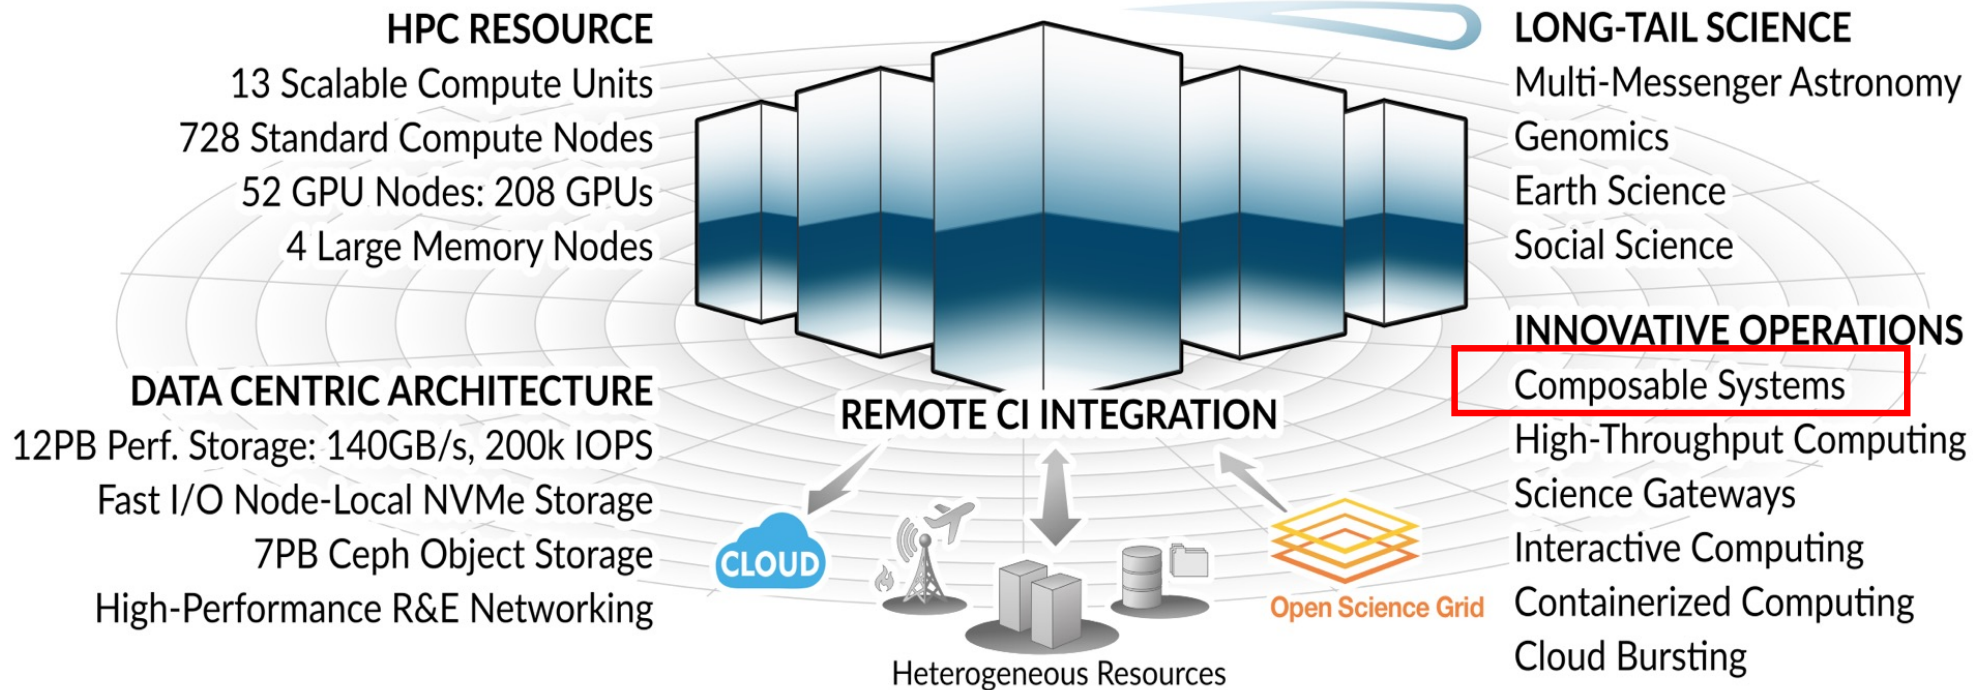 HPC RESOURCE
13 Scalable Compute Units
728 Standard Compute Nodes
52 GPU Nodes: 208 GPUs
4 Large Memory Nodes
DATA CENTRIC ARCHITECTURE
12PB Perf. Storage: 140GB/s, 200k IOPS
Fast I/O Node-Local NVMe Storage
7PB Ceph Object Storage
High-Performance R&E Networking
REMOTE CI INTEGRATION
CLOUD
Heterogeneous Resources
Open Science Grid
LONG-TAIL SCIENCE
Multi-Messenger Astronomy
Genomics
Earth Science
Social Science
INNOVATIVE OPERATIONS
Composable Systems
High-Throughput Computing
Science Gateways
Interactive Computing
Containerized Computing
Cloud Bursting